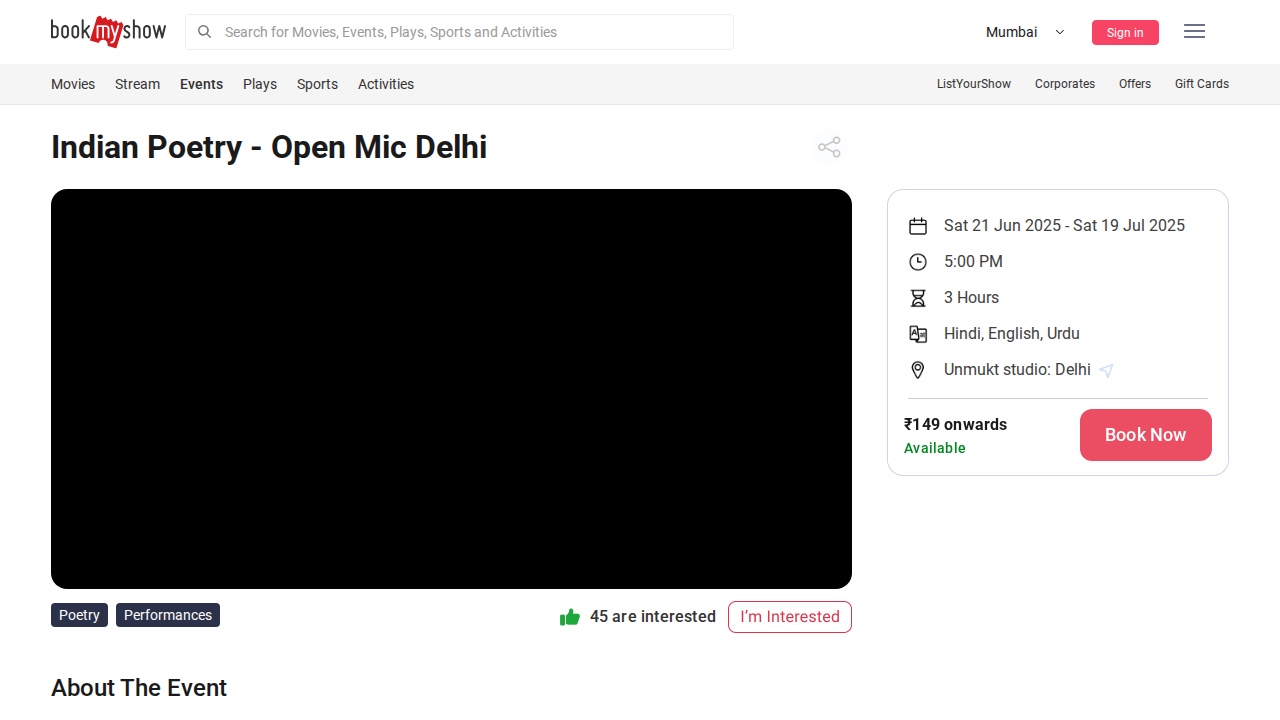 bookmyshow
Search for Movies, Events, Plays, Sports and Activities
Mumbai
Sign in
Movies Stream Events Plays Sports Activities
ListYourShow Corporates Offers Gift Cards
Indian Poetry - Open Mic Delhi
Sat 21 Jun 2025 - Sat 19 Jul 2025
5:00 PM
3 Hours
Hindi, English, Urdu
Unmukt studio: Delhi
₹149 onwards
Available
Book Now
Poetry Performances
45 are interested
I'm Interested
About The Event